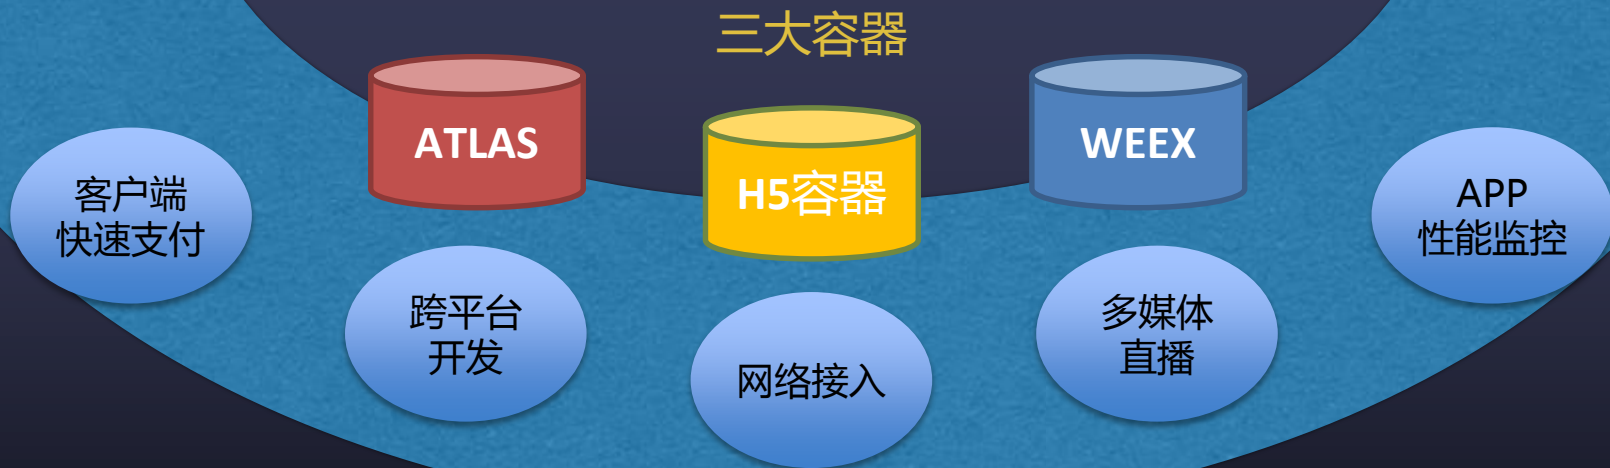 三大容器
ATLAS
H5容器
WEEX
客户端
快速支付
跨平台
开发
网络接入
多媒体
直播
APP
性能监控